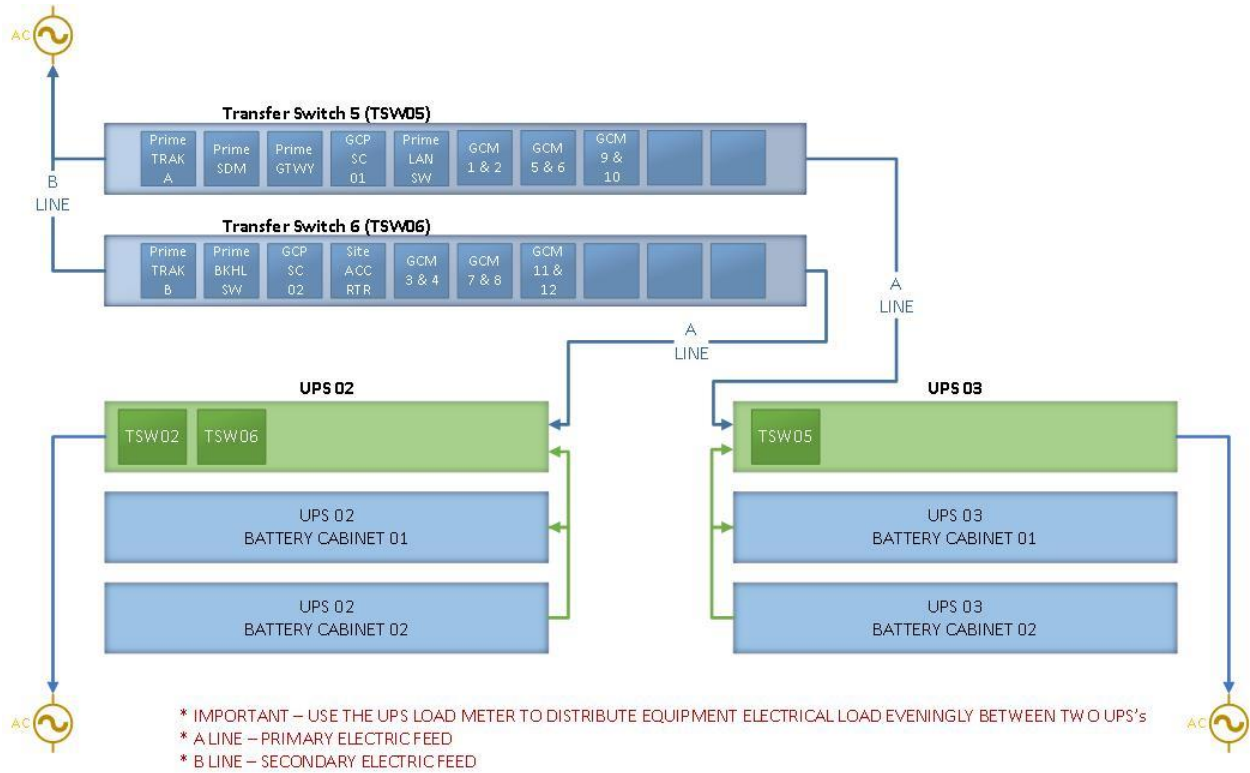 AC
Transfer Switch 5 (TSW05)
Prime
TRAK
A
Prime
SDM
Prime
GTWY
GCP
SC
01
Prime
LAN
SW
GCM
1 & 2
GCM
5 & 6
GCM
9 &
10
B
LINE
Transfer Switch 6 (TSW06)
Prime
TRAK
B
Prime
BKHL
SW
GCP
SC
02
Site
ACC
RTR
GCM
3 & 4
GCM
7 & 8
GCM
11 &
12
A
LINE
A
LINE
UPS 02
TSW02
TSW06
UPS 02
BATTERY CABINET 01
UPS 02
BATTERY CABINET 02
UPS 03
TSW05
UPS 03
BATTERY CABINET 01
UPS 03
BATTERY CABINET 02
AC
AC
* IMPORTANT – USE THE UPS LOAD METER TO DISTRIBUTE EQUIPMENT ELECTRICAL LOAD EVENINGLY BETWEEN TWO UPS's
* A LINE – PRIMARY ELECTRIC FEED
* B LINE – SECONDARY ELECTRIC FEED